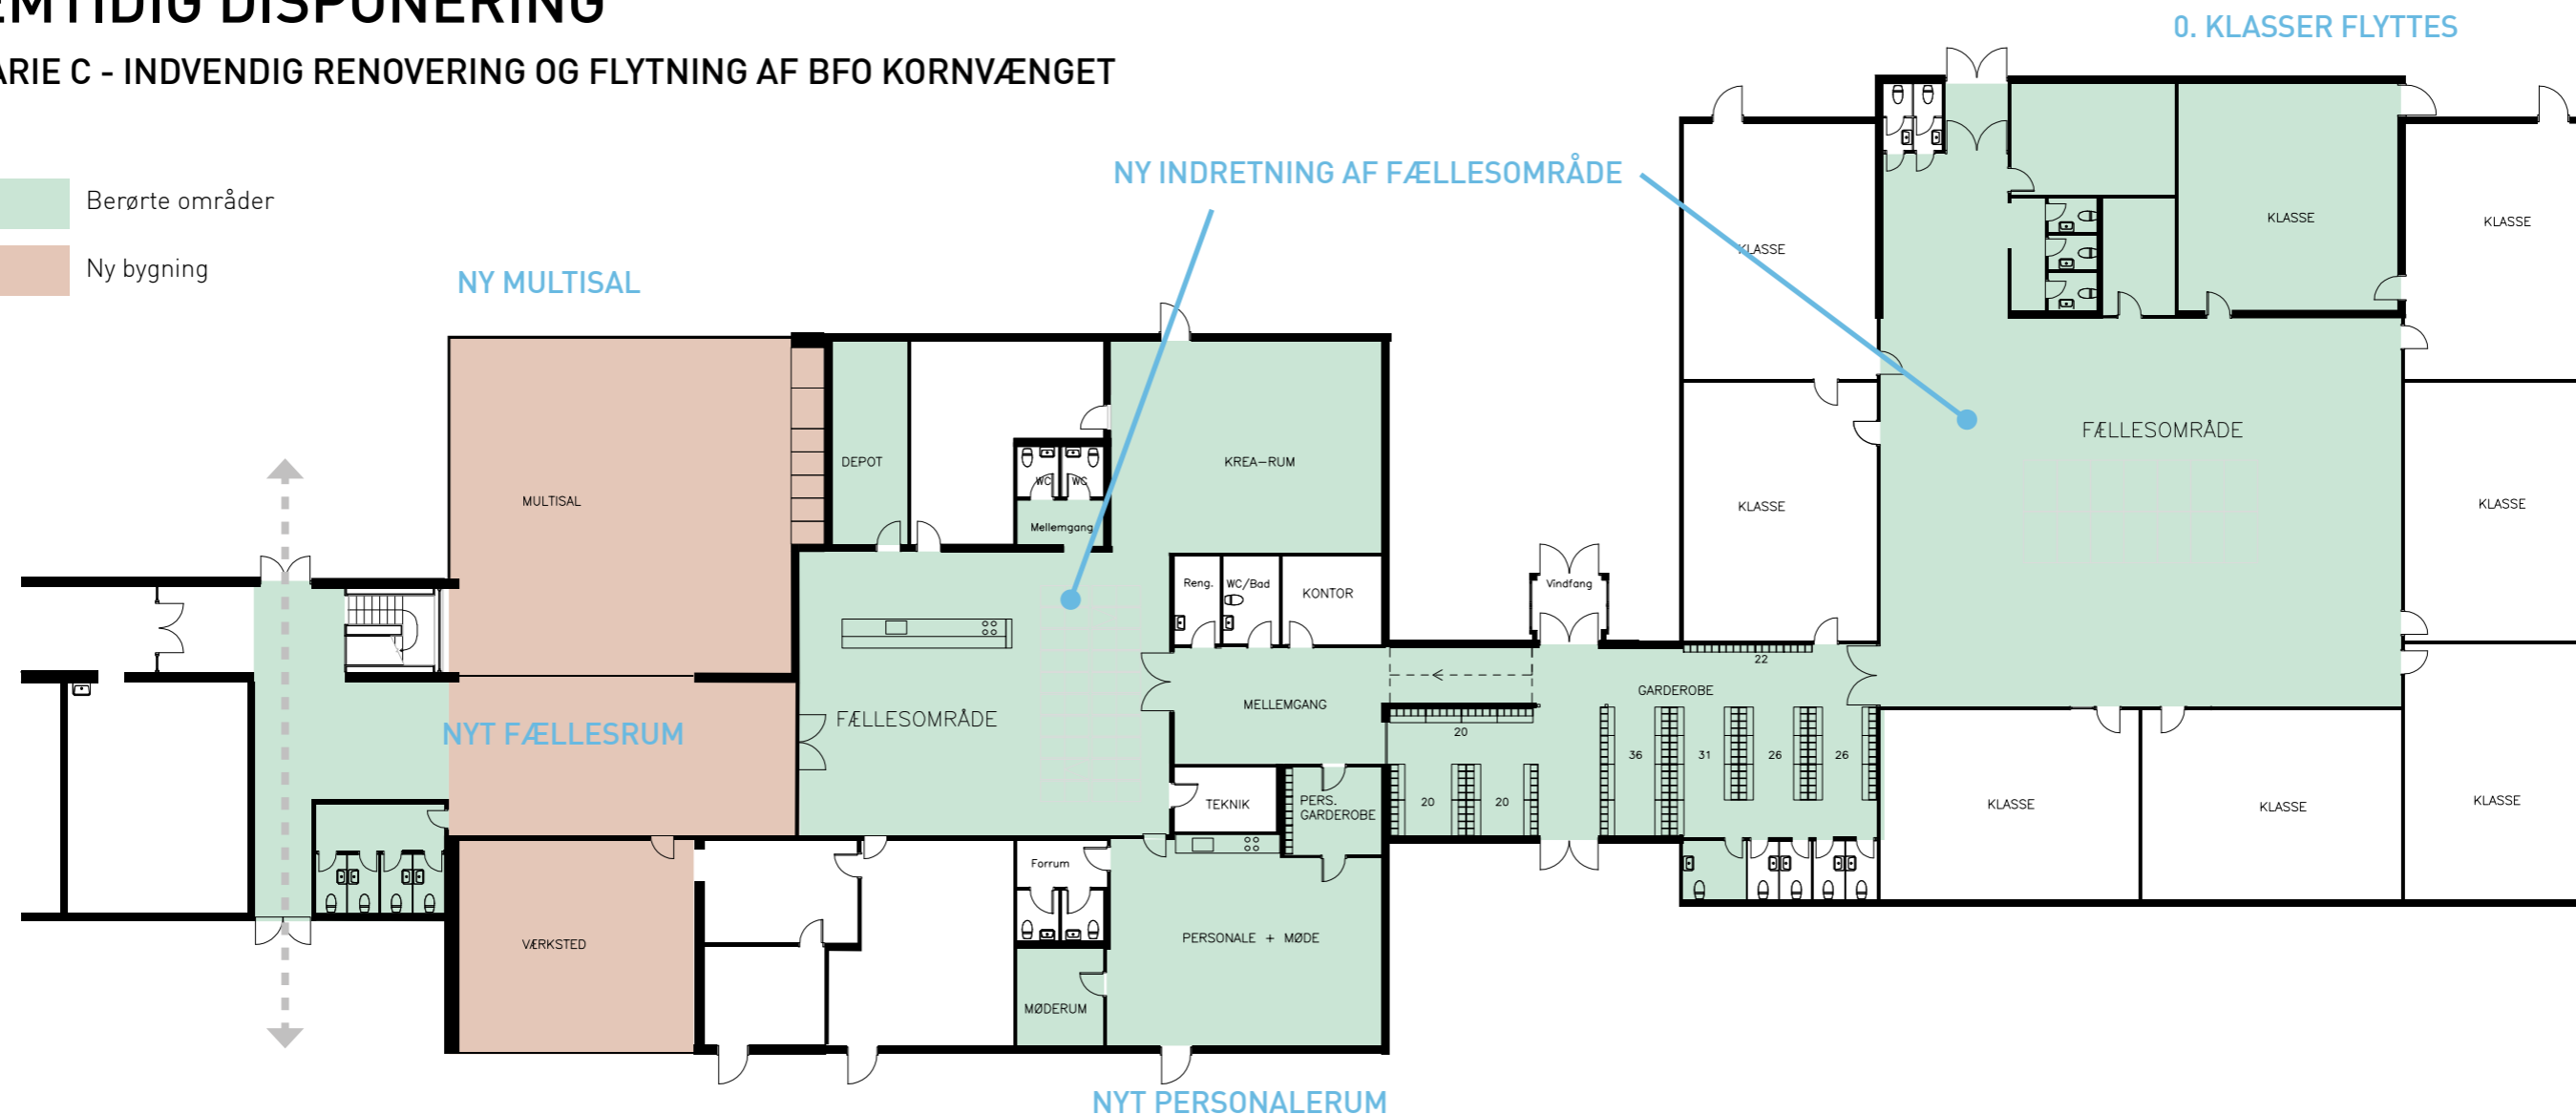 EMTIDIG DISPONERING
ARIE C - INDVENDIG RENOVERING OG FLYTNING AF BFO KORNVÆNGET
0. KLASSER FLYTTES
Berørte områder
Ny bygning
NY MULTISAL
NY INDRETNING AF FÆLLESOMRÅDE
KLASSE
KLASSE
KLASSE
FÆLLESOMRÅDE
DEPOT
KREA-RUM
WC
WC
Mellemgang
MULTISAL
KLASSE
KLASSE
Reng.
WC/Bad
KONTOR
Vindfang
22
GARDEROBE
MELLEMGANG
FÆLLESOMRÅDE
NYT FÆLLESRUM
20
36
31
26
26
20
20
TEKNIK
PERS.
GARDEROBE
KLASSE
KLASSE
KLASSE
Forrum
VÆRKSTED
PERSONALE + MØDE
MØDERUM
NYT PERSONALERUM